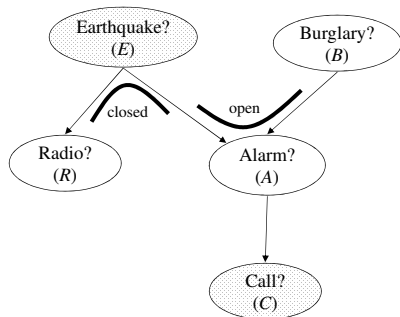 Earthquake?
(E)
Burglary?
(B)
closed
open
Radio?
(R)
Alarm?
(A)
Call?
(C)